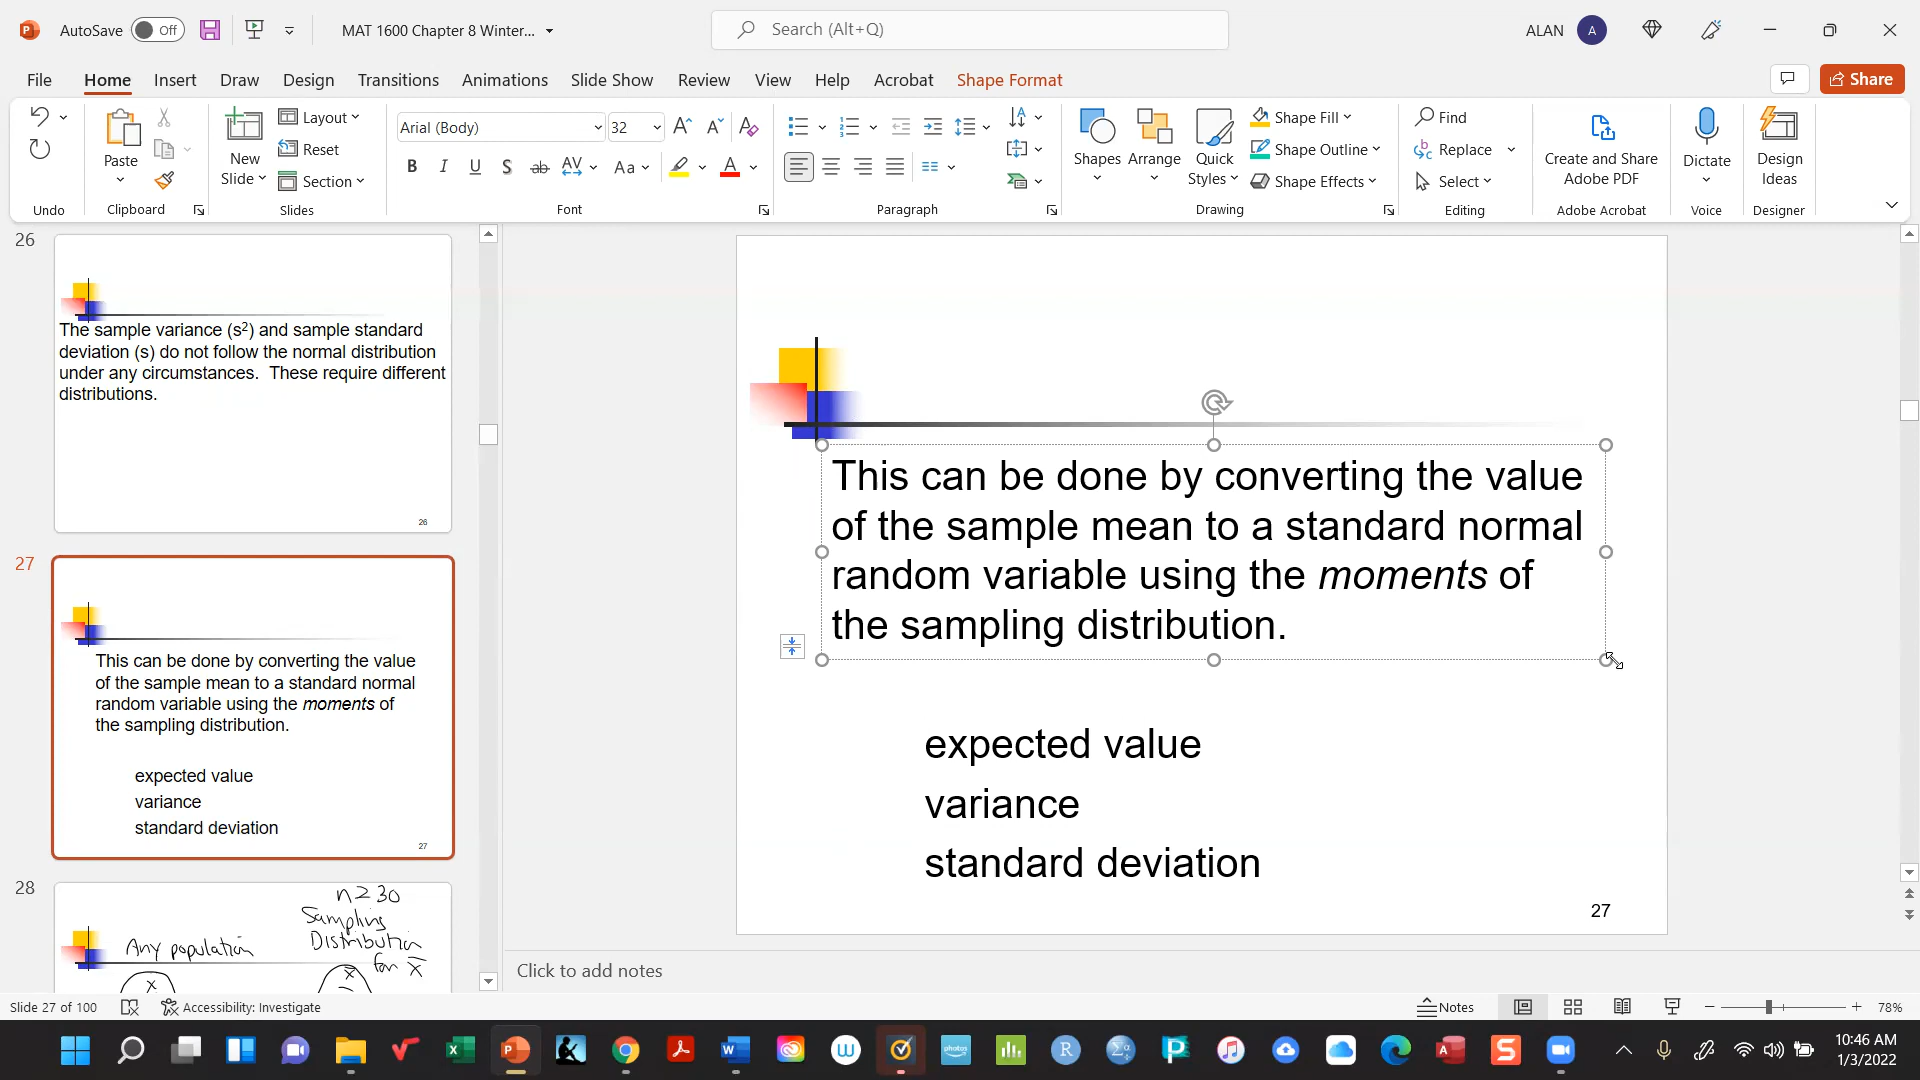 AutoSave Off MAT 1600 Chapter 8 Winter... Search (Alt+Q) ALAN A
File Home Insert Draw Design Transitions Animations Slide Show Review View Help Acrobat Shape Format Share
Undo
Paste
Clipboard
New Slide
Layout
Reset
Section
Slides
Arial (Body) 32
Font
Paragraph
Shapes
Arrange
Quick Styles
Shape Fill
Shape Outline
Shape Effects
Drawing
Find
Replace
Select
Editing
Create and Share Adobe PDF
Adobe Acrobat
Dictate
Voice
Design Ideas
Designer
26
The sample variance (s²) and sample standard
deviation (s) do not follow the normal distribution
under any circumstances. These require different
distributions.
26
27
This can be done by converting the value
of the sample mean to a standard normal
random variable using the moments of
the sampling distribution.
expected value
variance
standard deviation
27
28
n ≥ 30
Sampling
Distribution
for x̄
Any population
x
x̄
This can be done by converting the value
of the sample mean to a standard normal
random variable using the moments of
the sampling distribution.
expected value
variance
standard deviation
27
Click to add notes
Slide 27 of 100 Accessibility: Investigate Notes 78%
10:46 AM
1/3/2022